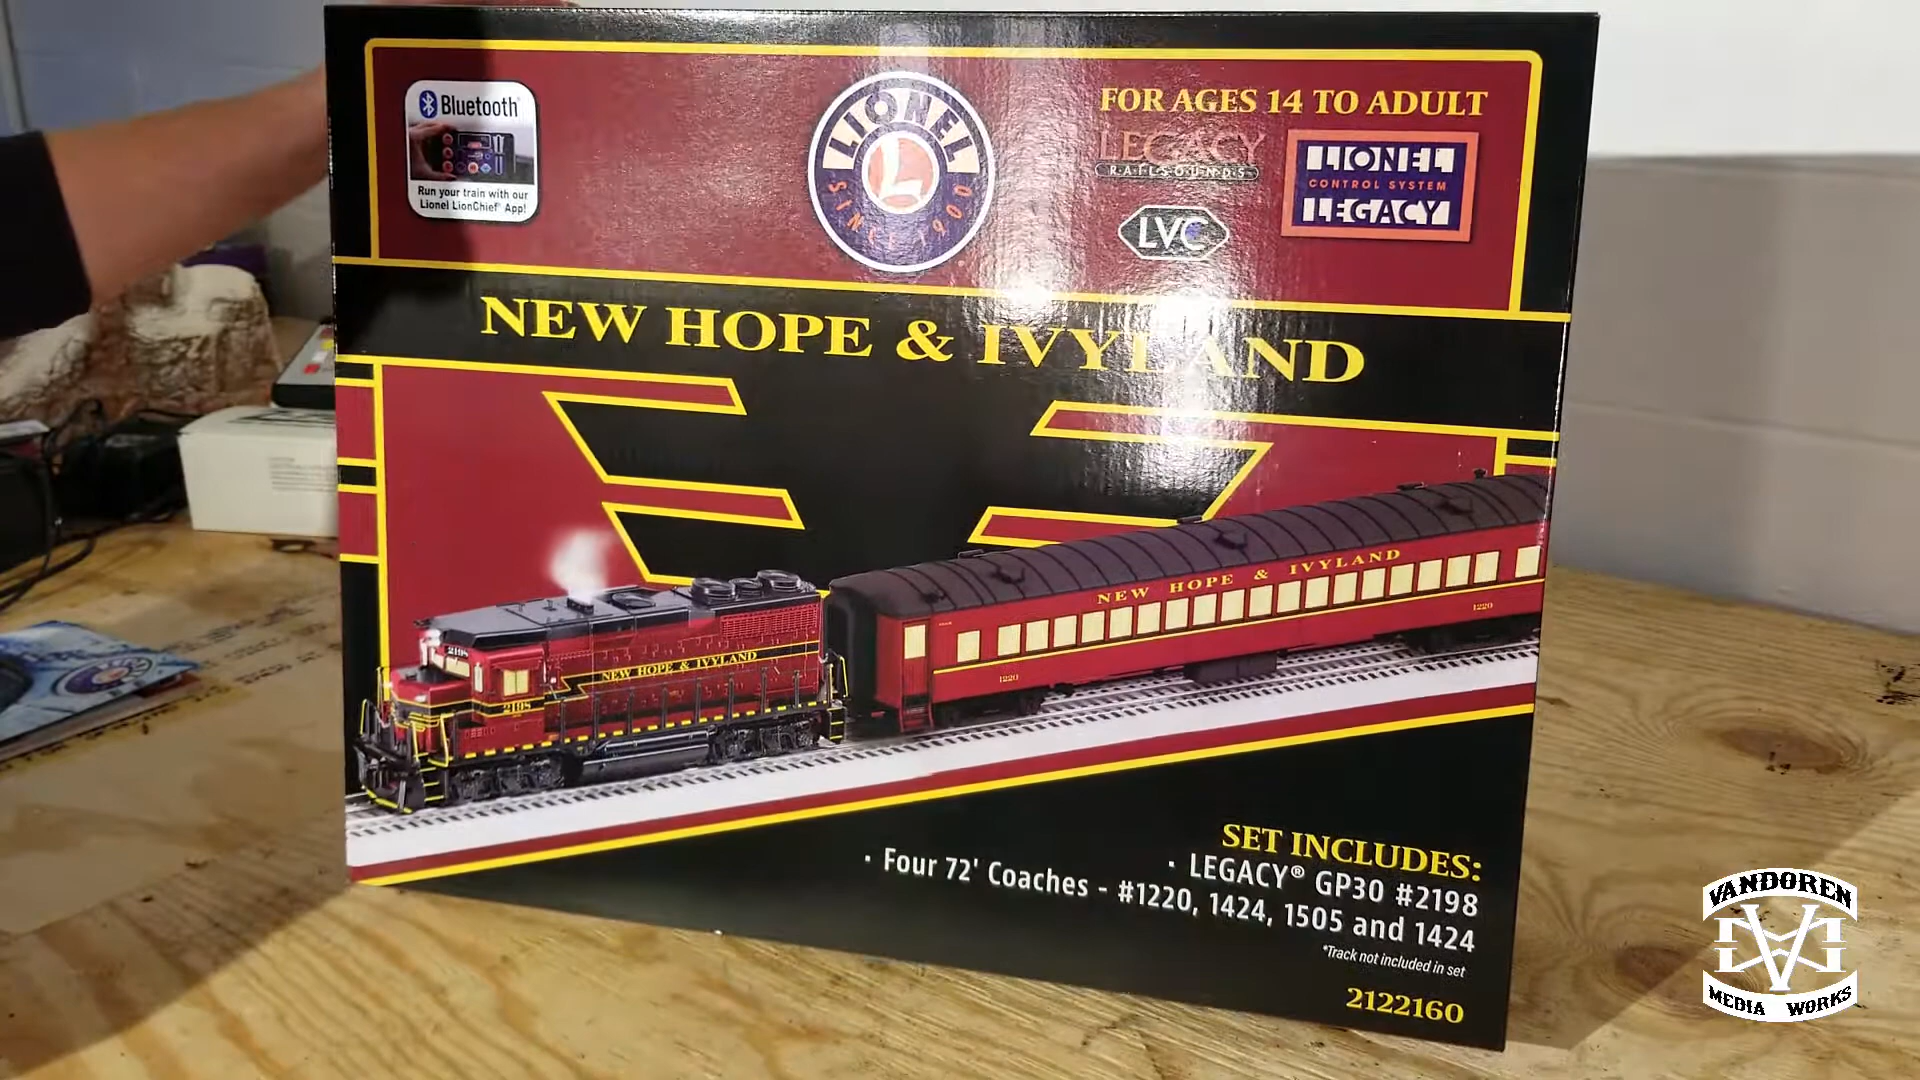 Bluetooth
Run your train with our
Lionel LionChief® App!
LIONEL
L
SINCE 1900
FOR AGES 14 TO ADULT
LEGACY
RAILSOUNDS
LVC
LIONEL
CONTROL SYSTEM
LEGACY
NEW HOPE & IVYLAND
NEW HOPE & IVYLAND
1220
1220
2198
NEW HOPE & IVYLAND
2198
SET INCLUDES:
· LEGACY® GP30 #2198
· Four 72' Coaches - #1220, 1424, 1505 and 1424
*Track not included in set
2122160
VANDOREN
VM
MEDIA WORKS